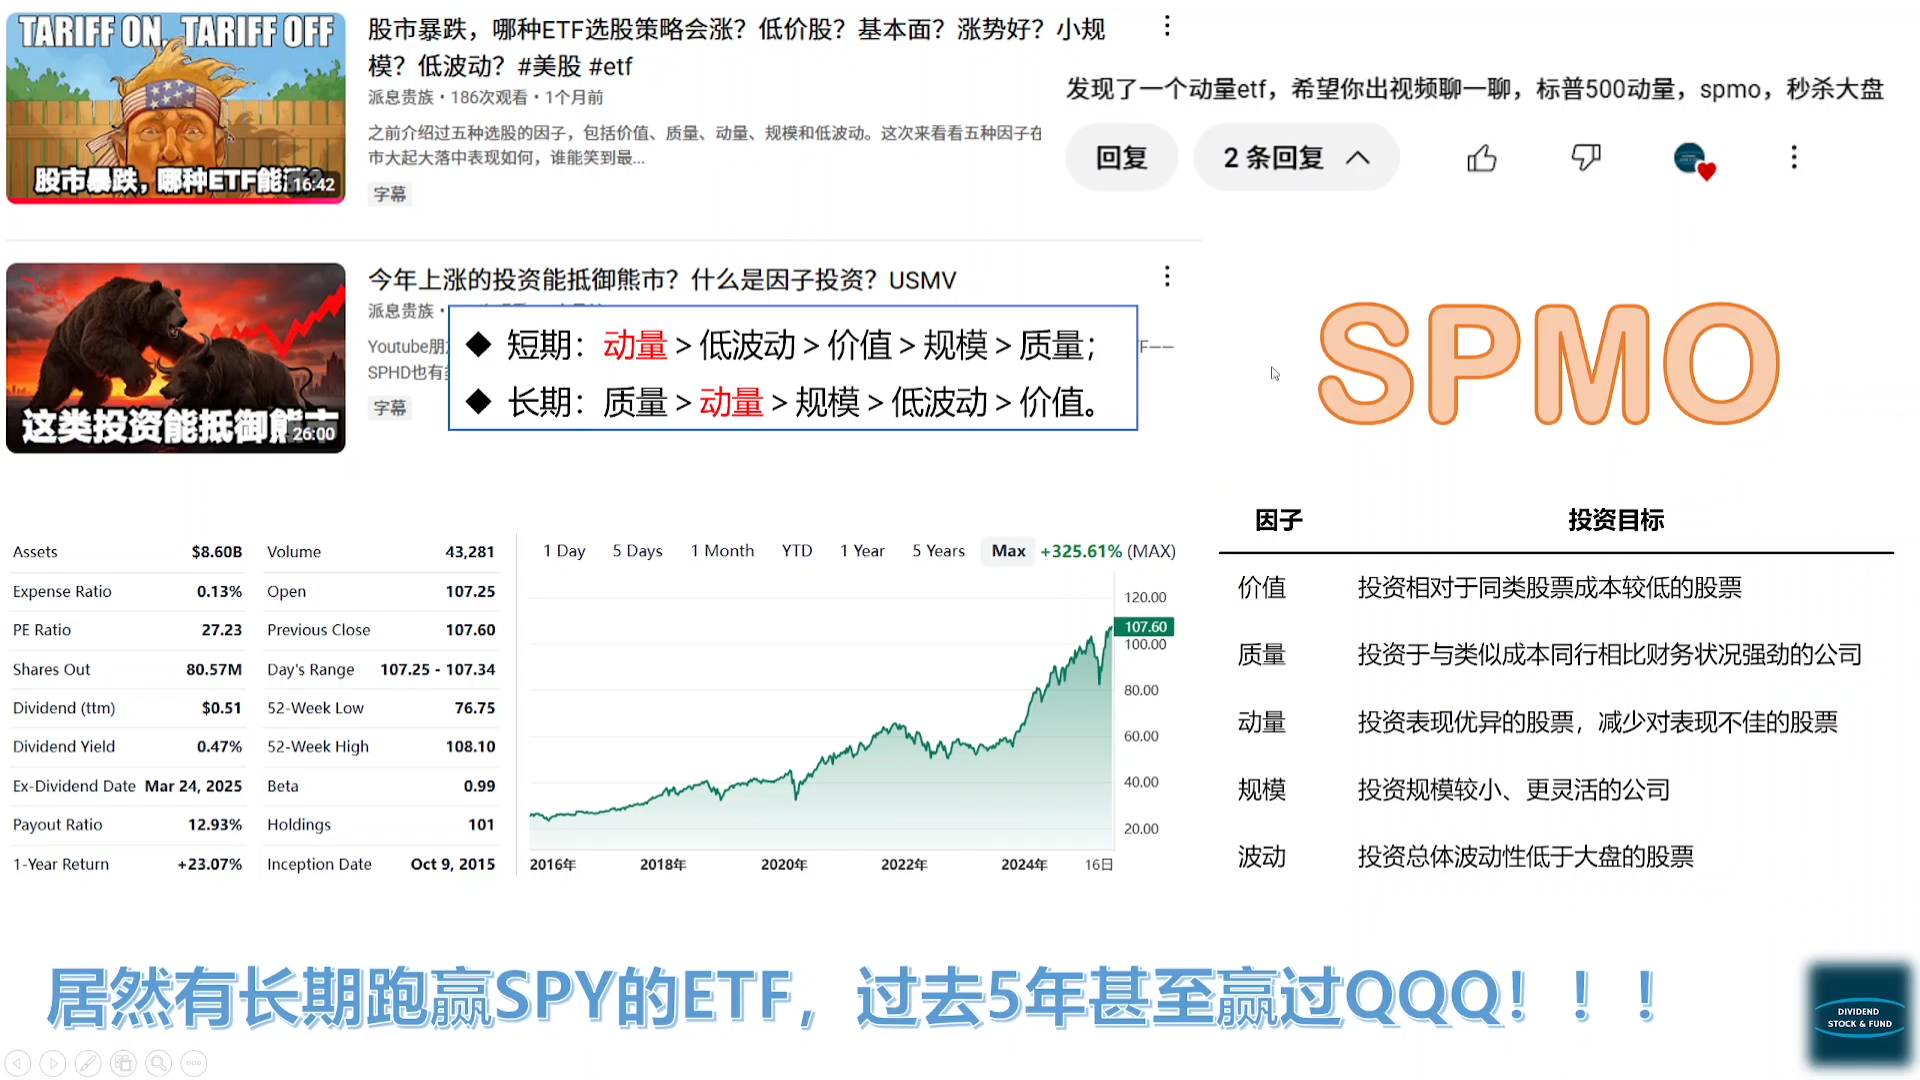 TARIFF ON, TARIFF OFF
股市暴跌，哪种ETF能
16:42
股市暴跌，哪种ETF选股策略会涨？低价股？基本面？涨势好？小规
模？低波动？#美股 #etf
派息贵族・186次观看・1个月前
之前介绍过五种选股的因子，包括价值、质量、动量、规模和低波动。这次来看看五种因子在
市大起大落中表现如何，谁能笑到最...
字幕
发现了一个动量etf，希望你出视频聊一聊，标普500动量，spmo，秒杀大盘
回复
2 条回复
这类投资能抵御熊市
26:00
今年上涨的投资能抵御熊市？什么是因子投资？USMV
派息贵族・
Youtube朋
SPHD也有
字幕
◆ 短期：动量 > 低波动 > 价值 > 规模 > 质量；
◆ 长期：质量 > 动量 > 规模 > 低波动 > 价值。
SPMO
Assets $8.60B Volume 43,281
Expense Ratio 0.13% Open 107.25
PE Ratio 27.23 Previous Close 107.60
Shares Out 80.57M Day's Range 107.25 - 107.34
Dividend (ttm) $0.51 52-Week Low 76.75
Dividend Yield 0.47% 52-Week High 108.10
Ex-Dividend Date Mar 24, 2025 Beta 0.99
Payout Ratio 12.93% Holdings 101
1-Year Return +23.07% Inception Date Oct 9, 2015
1 Day 5 Days 1 Month YTD 1 Year 5 Years Max +325.61% (MAX)
120.00
107.60
100.00
80.00
60.00
40.00
20.00
2016年 2018年 2020年 2022年 2024年 16日
因子 投资目标
价值 投资相对于同类股票成本较低的股票
质量 投资于与类似成本同行相比财务状况强劲的公司
动量 投资表现优异的股票，减少对表现不佳的股票
规模 投资规模较小、更灵活的公司
波动 投资总体波动性低于大盘的股票
居然有长期跑赢SPY的ETF，过去5年甚至赢过QQQ！！！
DIVIDEND
STOCK & FUND